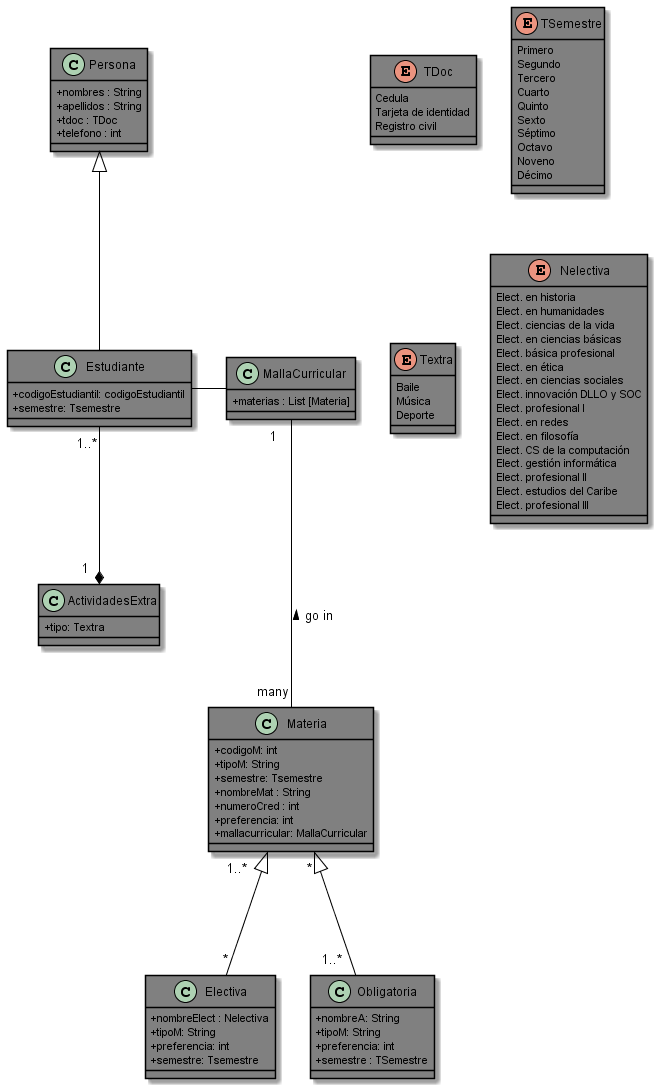 Persona
+nombres : String
+apellidos : String
+tdoc : TDoc
+telefono : int
TDoc
Cedula
Tarjeta de identidad
Registro civil
TSemestre
Primero
Segundo
Tercero
Cuarto
Quinto
Sexto
Séptimo
Octavo
Noveno
Décimo
Estudiante
+codigoEstudiantil: codigoEstudiantil
+semestre: Tsemestre
MallaCurricular
+materias : List [Materia]
Textra
Baile
Música
Deporte
Nelectiva
Elect. en historia
Elect. en humanidades
Elect. ciencias de la vida
Elect. en ciencias básicas
Elect. básica profesional
Elect. en ética
Elect. en ciencias sociales
Elect. innovación DLLO y SOC
Elect. profesional I
Elect. en redes
Elect. en filosofía
Elect. CS de la computación
Elect. gestión informática
Elect. profesional II
Elect. estudios del Caribe
Elect. profesional III
1..*
1
1
ActividadesExtra
+tipo: Textra
go in
many
Materia
+codigoM: int
+tipoM: String
+semestre: Tsemestre
+nombreMat : String
+numeroCred : int
+preferencia: int
+mallacurricular: MallaCurricular
1..*
*
*
1..*
Electiva
+nombreElect : Nelectiva
+tipoM: String
+preferencia: int
+semestre: Tsemestre
Obligatoria
+nombreA: String
+tipoM: String
+preferencia: int
+semestre : TSemestre